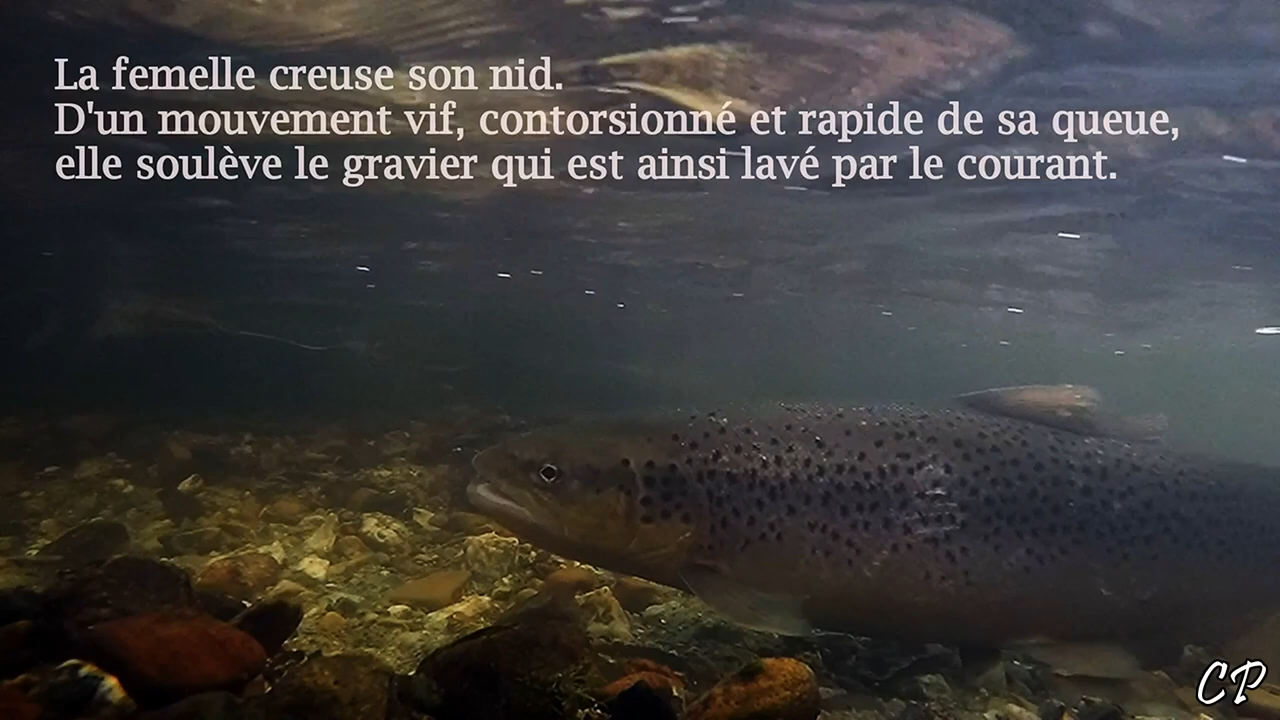 La femelle creuse son nid.
D'un mouvement vif, contorsionné et rapide de sa queue,
elle soulève le gravier qui est ainsi lavé par le courant.
CP